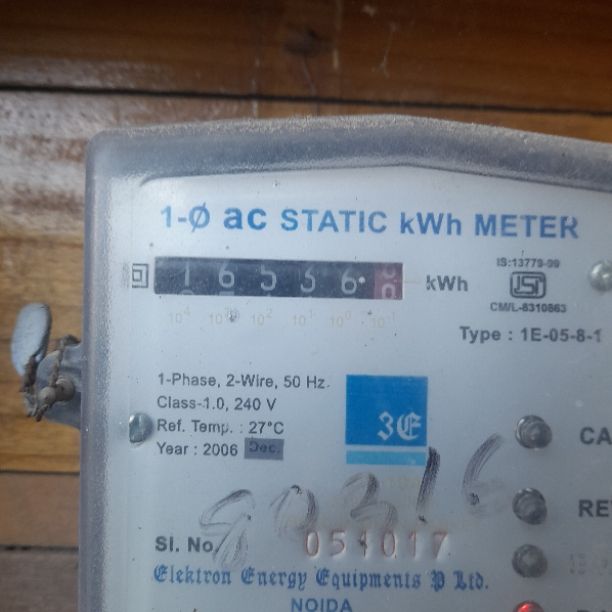 1-Ø ac STATIC kWh METER
1 6 5 3 6 . kWh
IS:13779-99
ISI
CM/L-8310863
10⁴ 10³ 10² 10¹ 10⁰ 10⁻¹
Type : 1E-05-8-1
1-Phase, 2-Wire, 50 Hz.
Class-1.0, 240 V
Ref. Temp. : 27°C
Year : 2006 Dec.
3E
CA
RE
90316
Sl. No. 051017
Elektron Energy Equipments P Ltd.
NOIDA